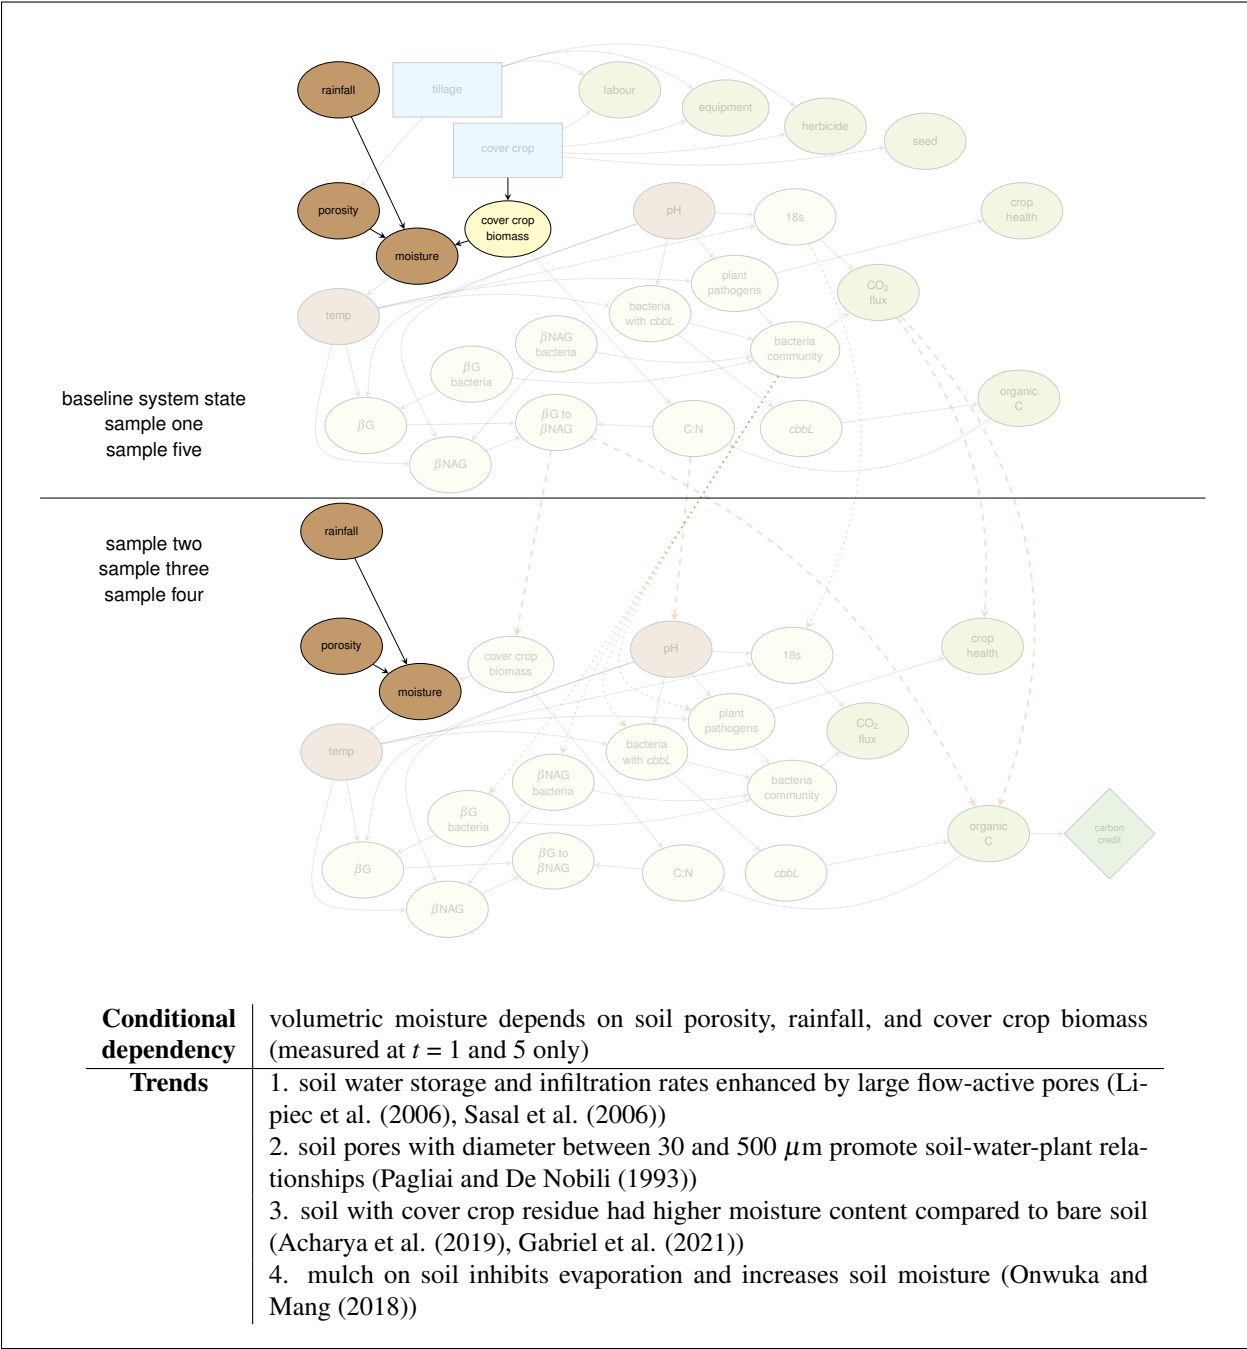 rainfall
tillage
labour
equipment
herbicide
seed
cover crop
porosity
cover crop
biomass
moisture
pH
18s
crop
health
plant
pathogens
CO₂
flux
temp
bacteria
with cbbL
βNAG
bacteria
bacteria
community
βG
bacteria
organic
C
βG
βG to
βNAG
C:N
cbbL
βNAG
baseline system state
sample one
sample five
rainfall
sample two
sample three
sample four
porosity
cover crop
biomass
moisture
pH
18s
crop
health
plant
pathogens
CO₂
flux
temp
bacteria
with cbbL
βNAG
bacteria
bacteria
community
βG
bacteria
organic
C
carbon
credit
βG
βG to
βNAG
C:N
cbbL
βNAG
Conditional volumetric moisture depends on soil porosity, rainfall, and cover crop biomass
dependency (measured at t = 1 and 5 only)
Trends 1. soil water storage and infiltration rates enhanced by large flow-active pores (Li-
piec et al. (2006), Sasal et al. (2006))
2. soil pores with diameter between 30 and 500 μm promote soil-water-plant rela-
tionships (Pagliai and De Nobili (1993))
3. soil with cover crop residue had higher moisture content compared to bare soil
(Acharya et al. (2019), Gabriel et al. (2021))
4. mulch on soil inhibits evaporation and increases soil moisture (Onwuka and
Mang (2018))